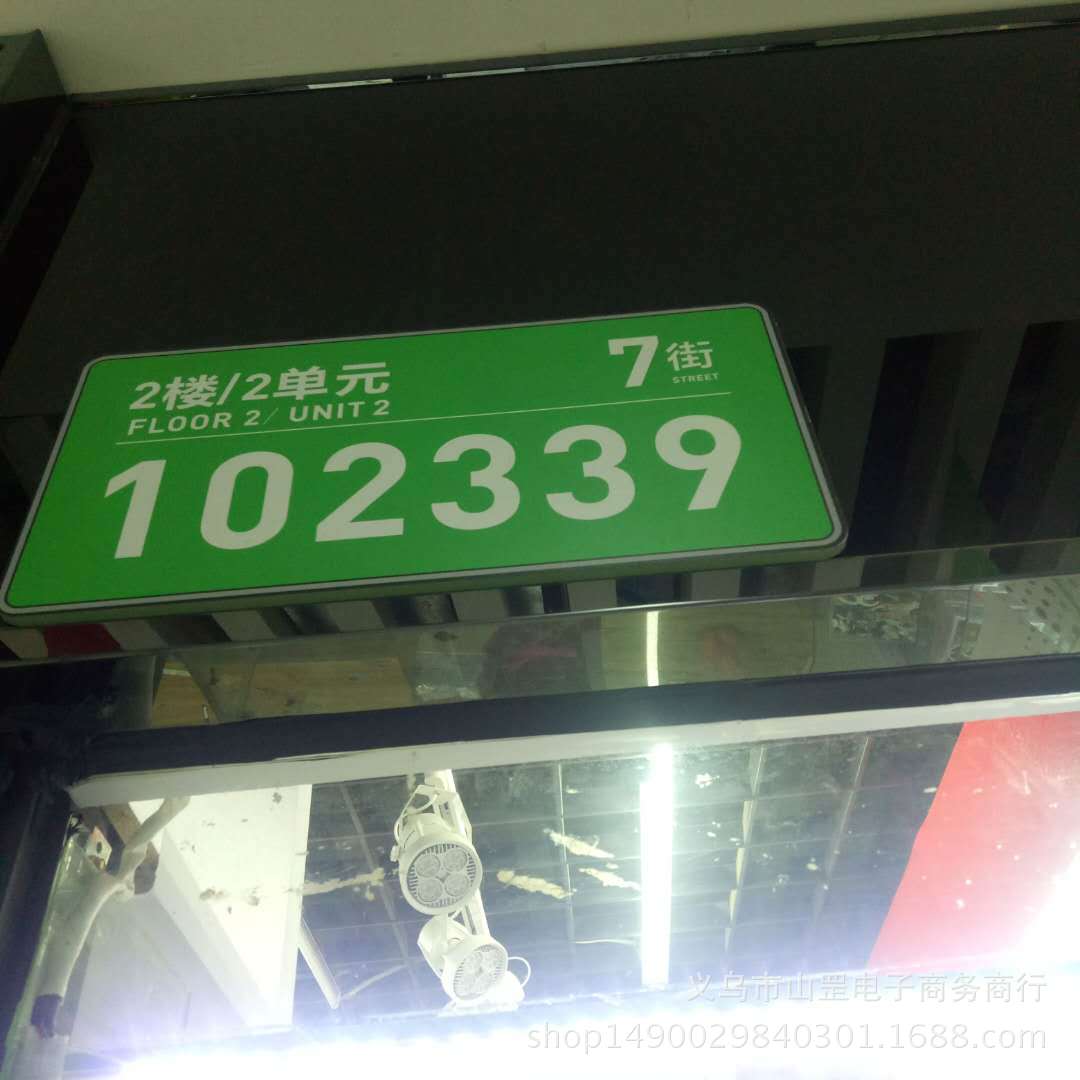 2楼/2单元
FLOOR 2/ UNIT 2
7街
STREET
102339
义乌市山罡电子商务商行
shop1490029840301.1688.com